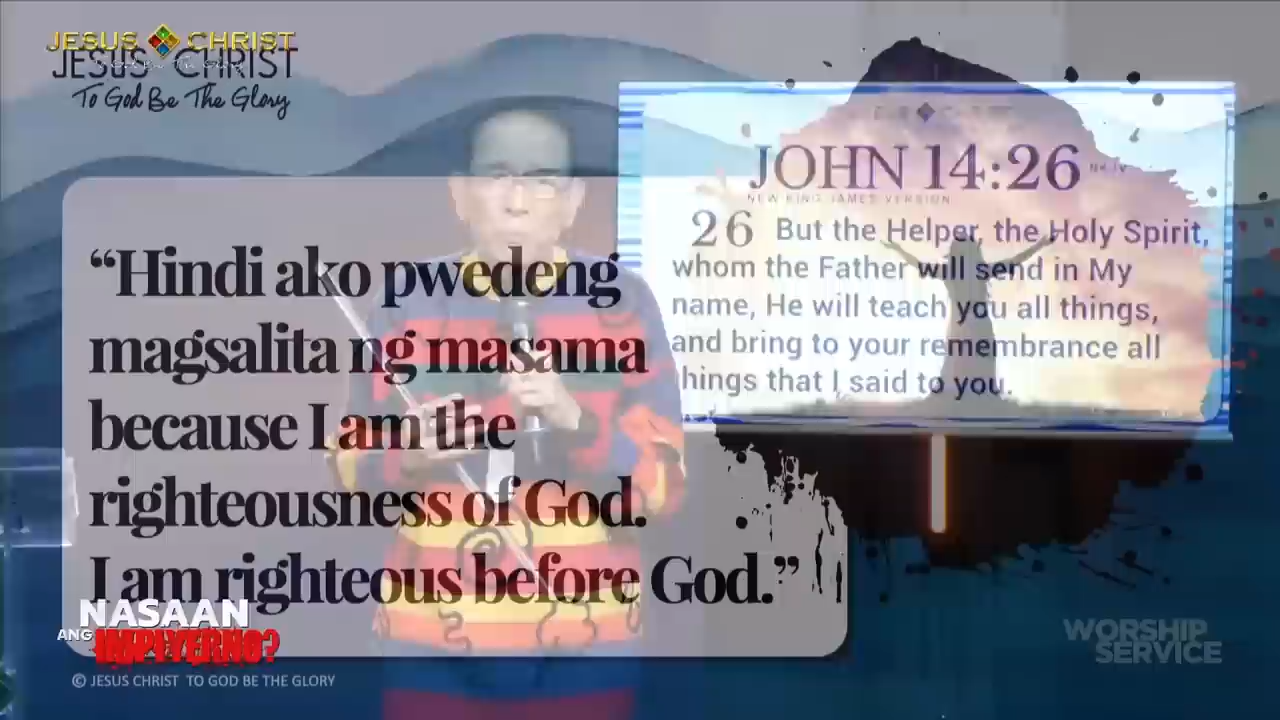 JESUS CHRIST
JESUS CHRIST
To God Be The Glory
JOHN 14:26
NEW KING JAMES VERSION
26 But the Helper, the Holy Spirit,
whom the Father will send in My
name, He will teach you all things,
and bring to your remembrance all
hings that I said to you.
“Hindi ako pwedeng
magsalita ng masama
because I am the
righteousness of God.
I am righteous before God.”
NASAAN
ANG IMPIYERNO?
© JESUS CHRIST TO GOD BE THE GLORY
WORSHIP
SERVICE